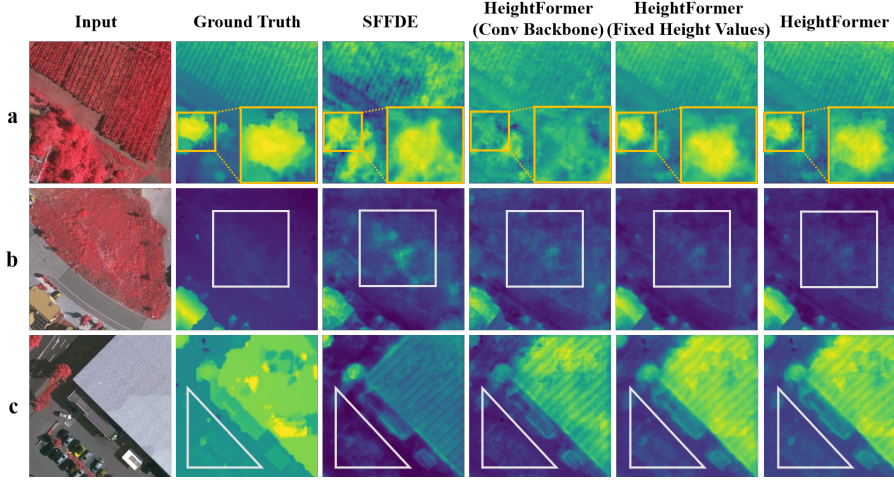 Input Ground Truth SFFDE HeightFormer (Conv Backbone) HeightFormer (Fixed Height Values) HeightFormer
a
b
c